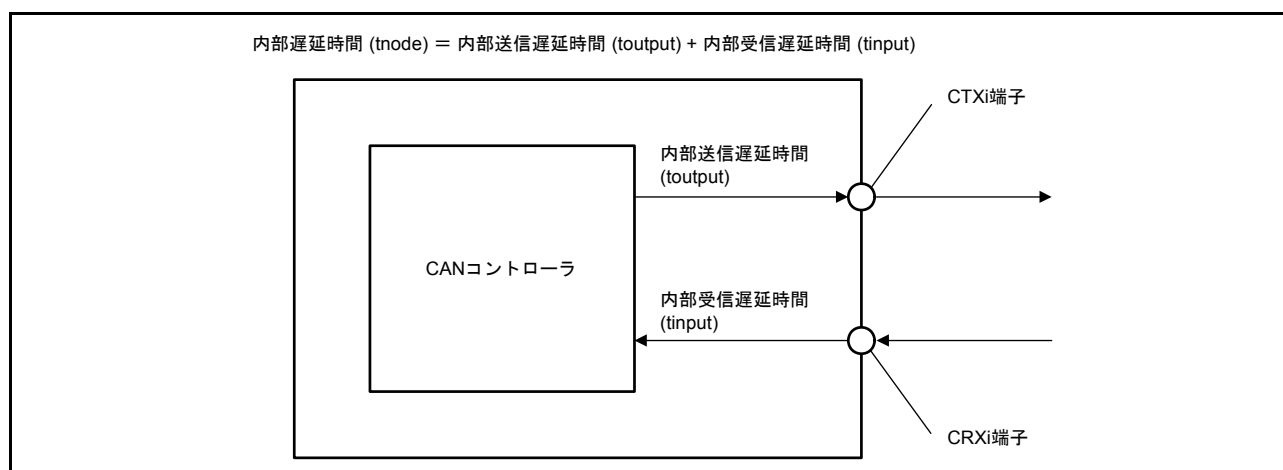 内部遅延時間 (tnode) ＝ 内部送信遅延時間 (toutput) + 内部受信遅延時間 (tinput)
CTXi端子
内部送信遅延時間
(toutput)
CANコントローラ
内部受信遅延時間
(tinput)
CRXi端子